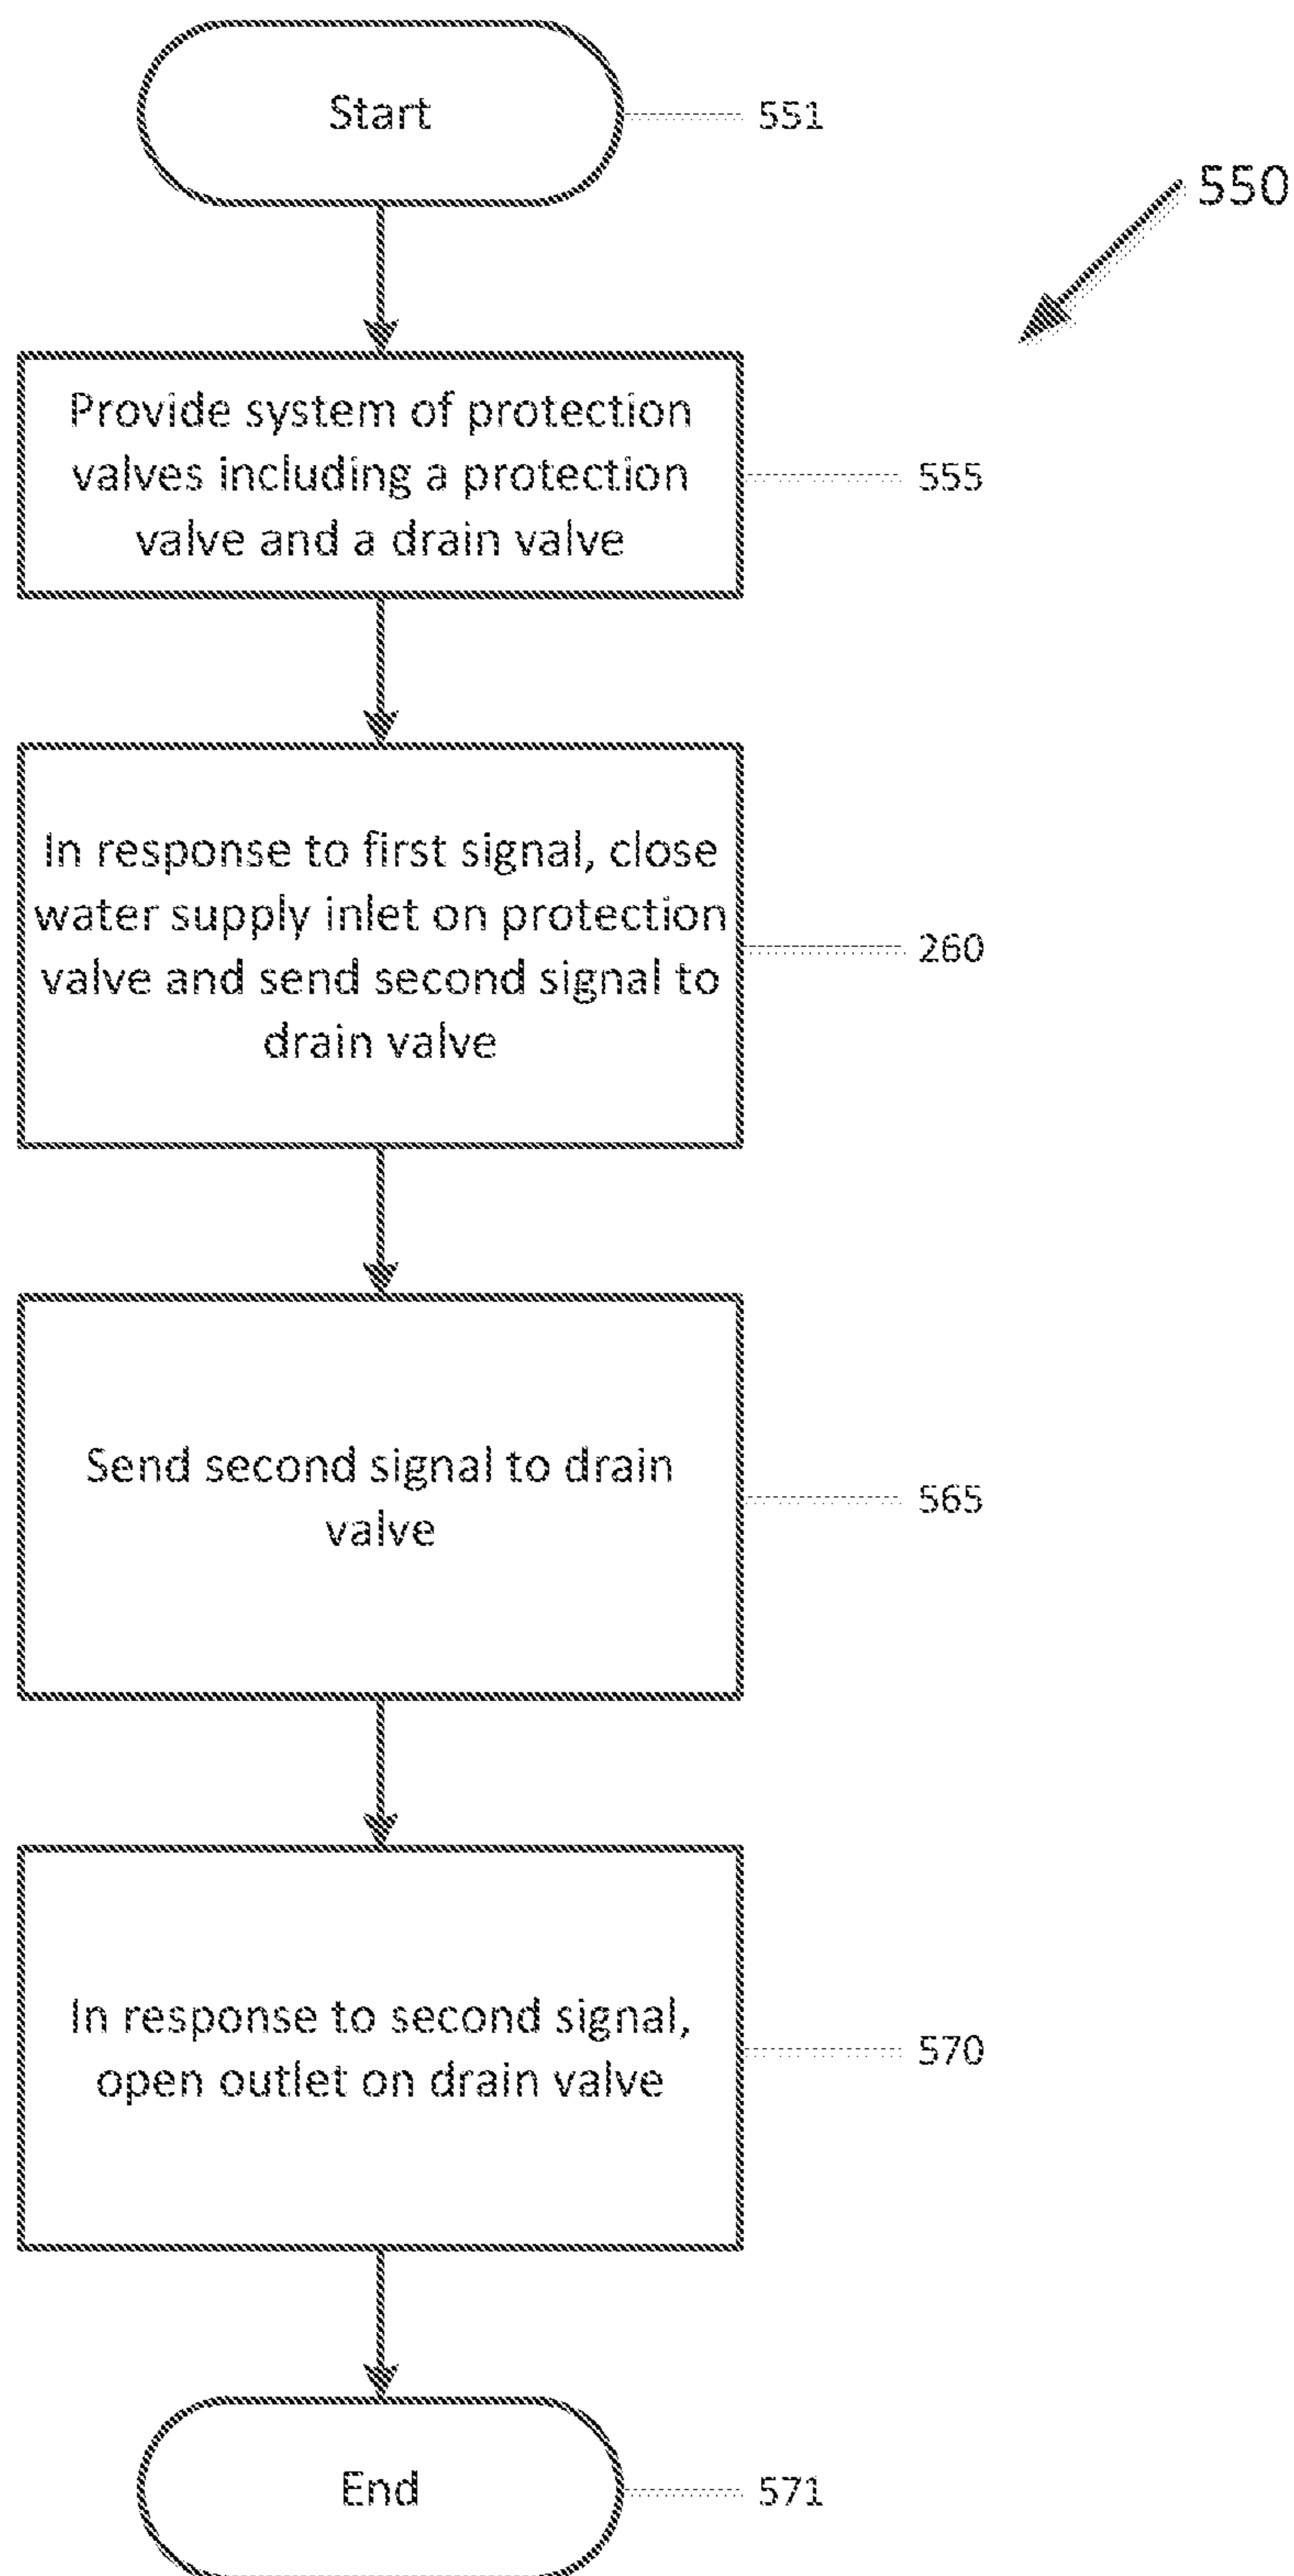 Start
551
550
Provide system of protection
valves including a protection
valve and a drain valve
555
In response to first signal, close
water supply inlet on protection
valve and send second signal to
drain valve
260
Send second signal to drain
valve
565
In response to second signal,
open outlet on drain valve
570
End
571